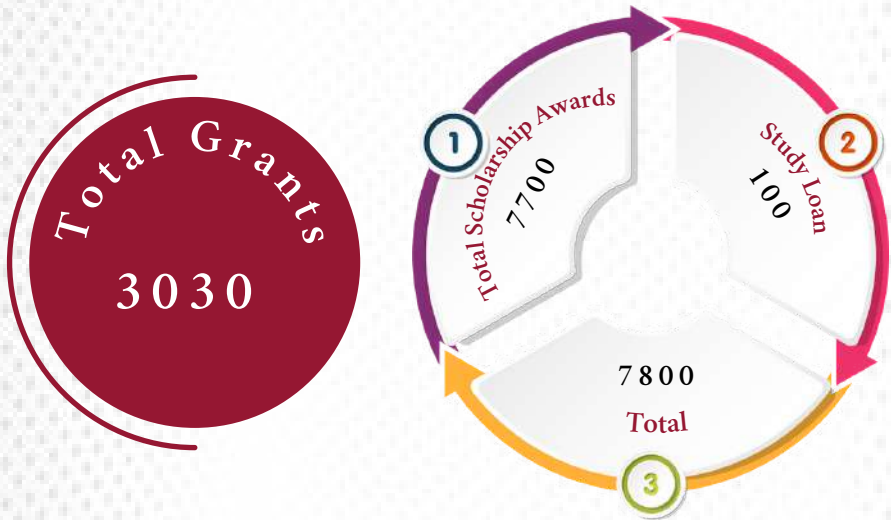 Total Grants
3030
1
Total Scholarship Awards
7700
2
Study Loan
100
7800
Total
3